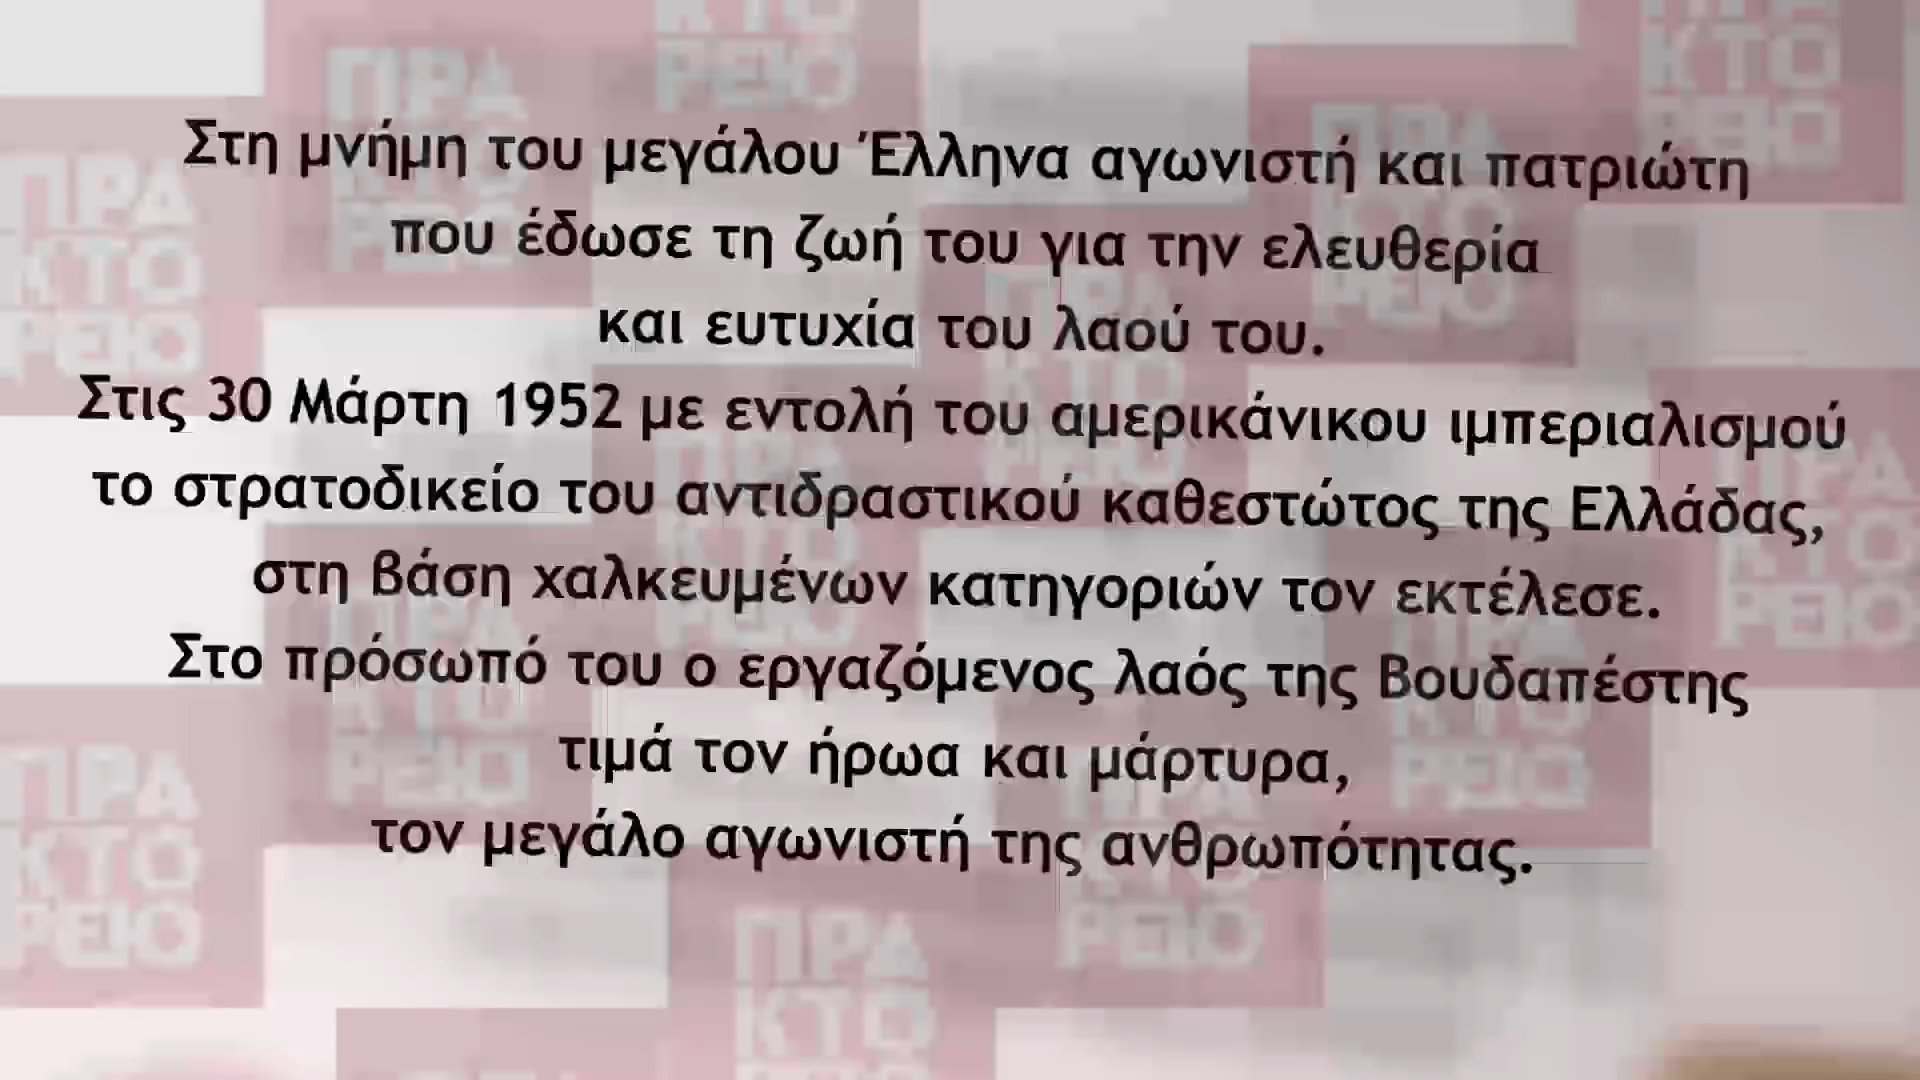 Στη μνήμη του μεγάλου Έλληνα αγωνιστή και πατριώτη
που έδωσε τη ζωή του για την ελευθερία
και ευτυχία του λαού του.
Στις 30 Μάρτη 1952 με εντολή του αμερικάνικου ιμπεριαλισμού
το στρατοδικείο του αντιδραστικού καθεστώτος της Ελλάδας,
στη βάση χαλκευμένων κατηγοριών τον εκτέλεσε.
Στο πρόσωπό του ο εργαζόμενος λαός της Βουδαπέστης
τιμά τον ήρωα και μάρτυρα,
τον μεγάλο αγωνιστή της ανθρωπότητας.
ΠΡΑ
ΚΤΟ
ΡΕΙΟ